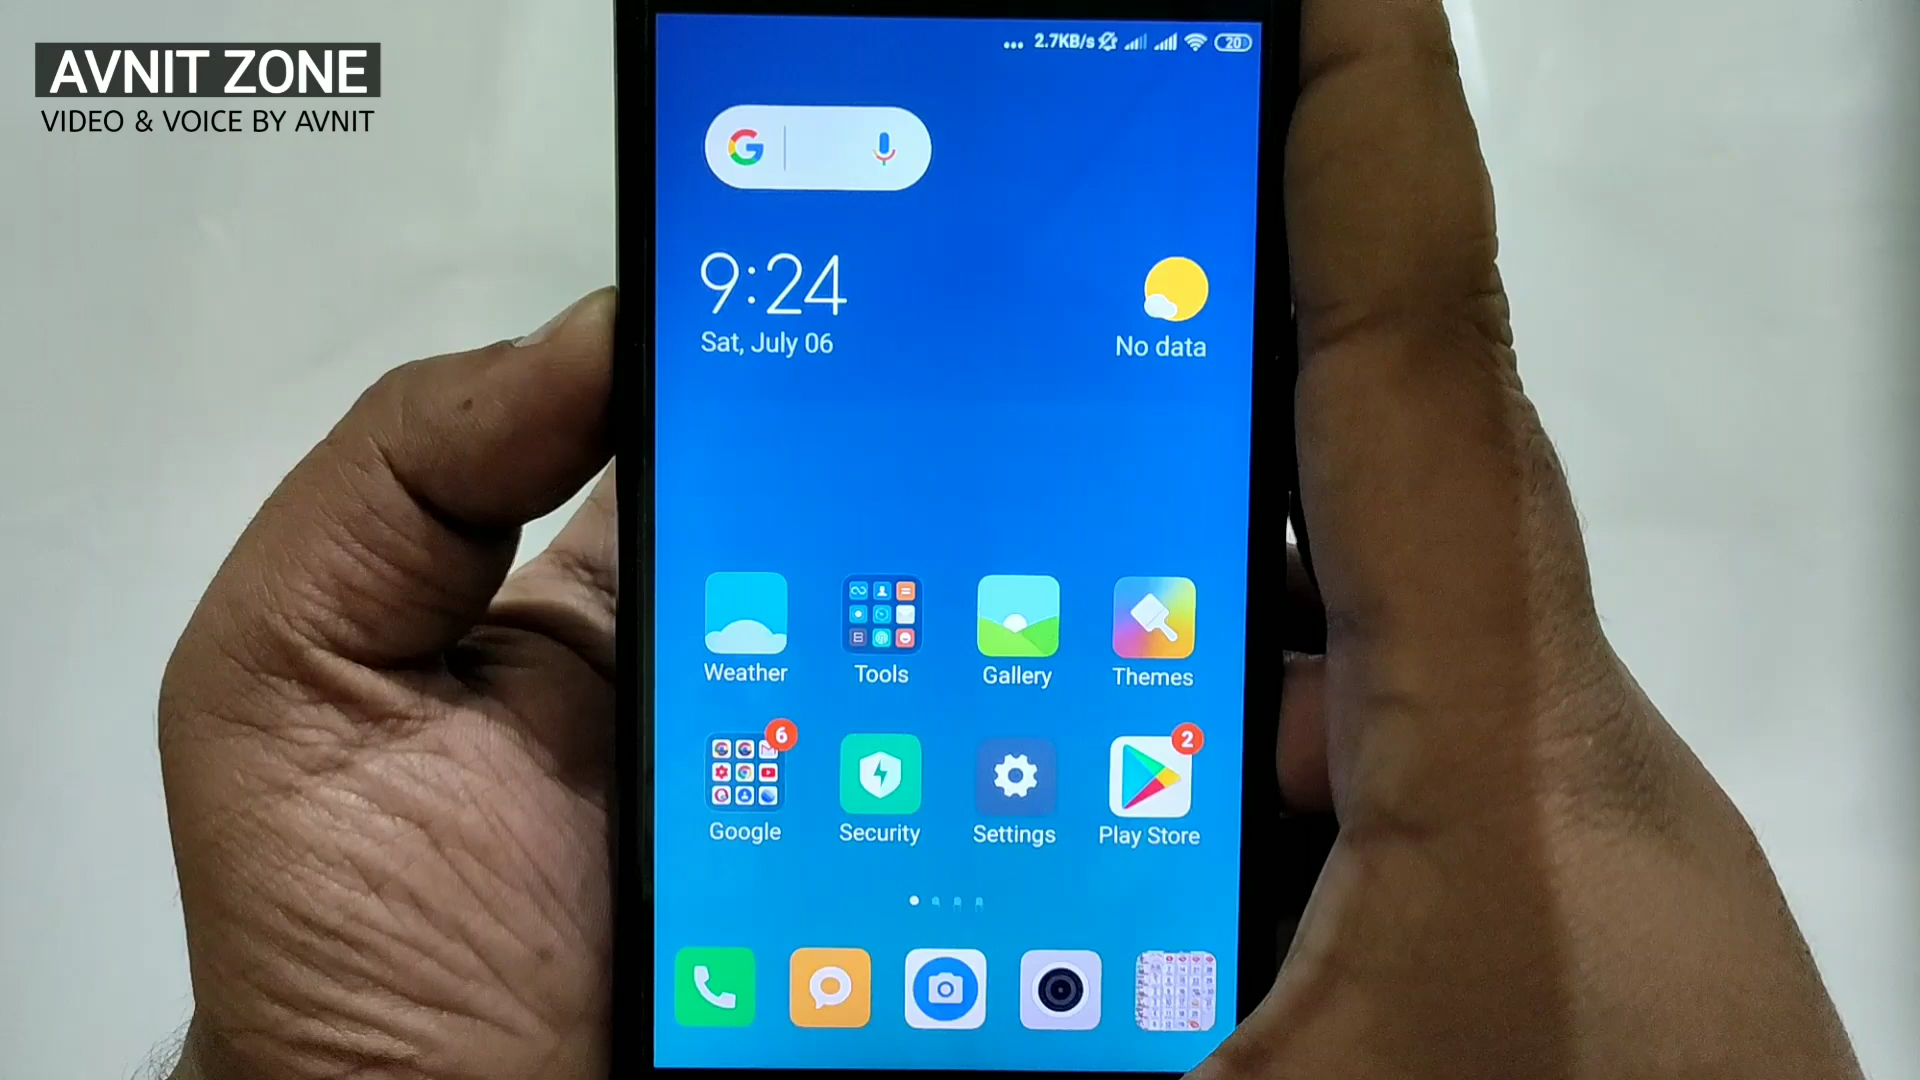 AVNIT ZONE
VIDEO & VOICE BY AVNIT
... 2.7KB/s 20
9:24
Sat, July 06
No data
Weather Tools Gallery Themes
6 2
Google Security Settings Play Store